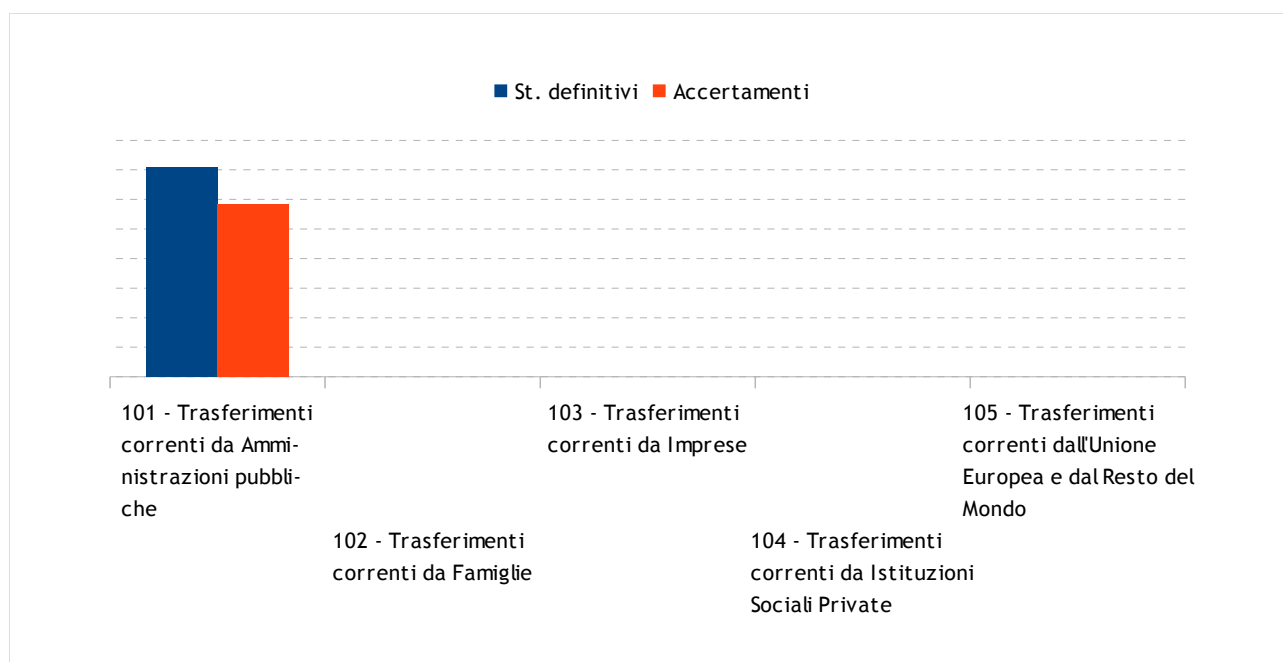 St. definitivi Accertamenti
101 - Trasferimenti
correnti da Ammi-
nistrazioni pubbli-
che
102 - Trasferimenti
correnti da Famiglie
103 - Trasferimenti
correnti da Imprese
104 - Trasferimenti
correnti da Istituzioni
Sociali Private
105 - Trasferimenti
correnti dall'Unione
Europea e dal Resto del
Mondo